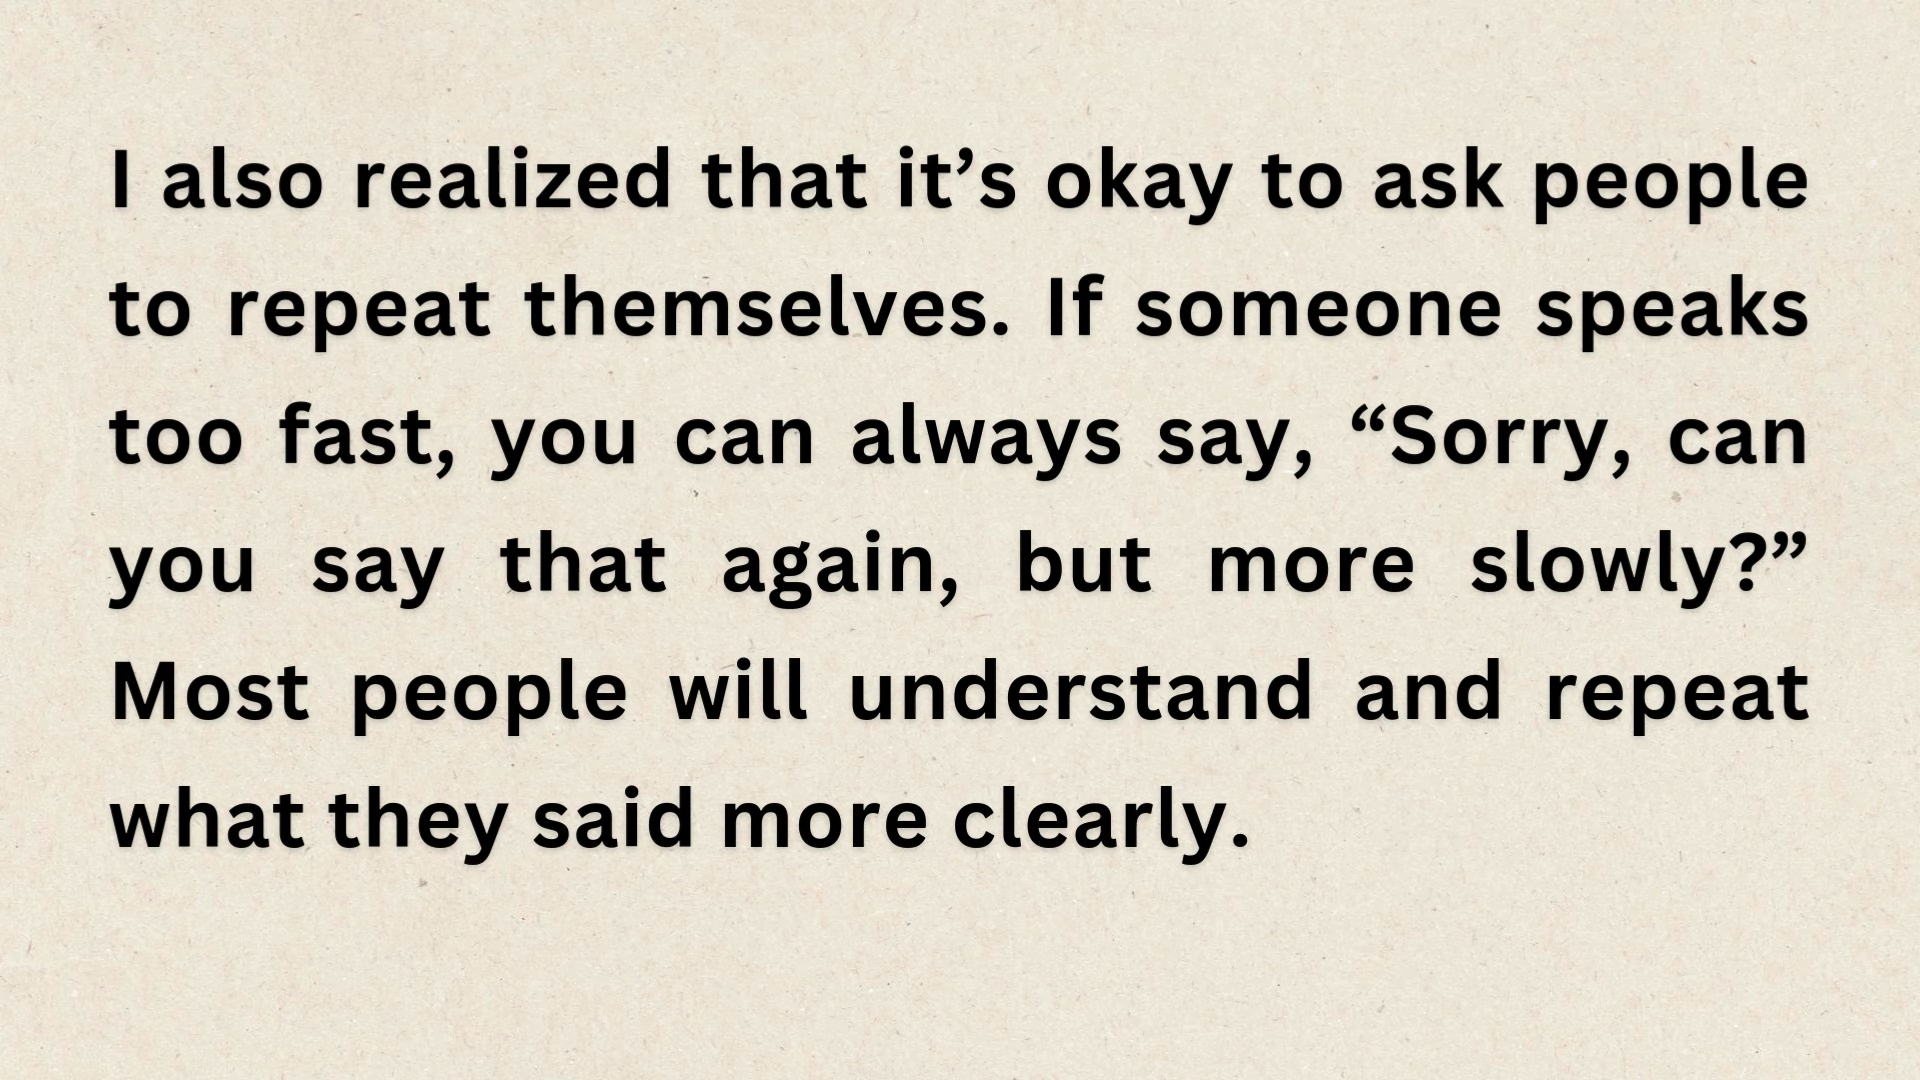 I also realized that it’s okay to ask people
to repeat themselves. If someone speaks
too fast, you can always say, “Sorry, can
you say that again, but more slowly?”
Most people will understand and repeat
what they said more clearly.